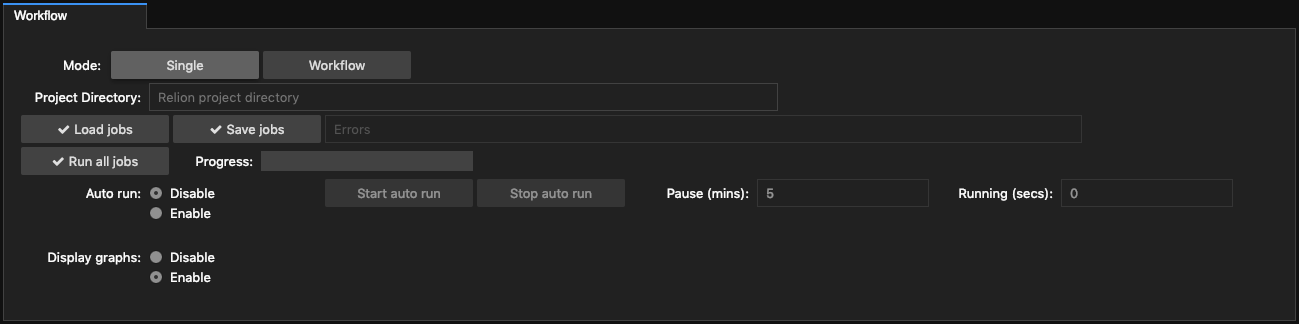 Workflow
Mode: Single Workflow
Project Directory: Relion project directory
Load jobs Save jobs Errors
Run all jobs Progress:
Auto run: Disable Start auto run Stop auto run Pause (mins): 5 Running (secs): 0
Enable
Display graphs: Disable
Enable